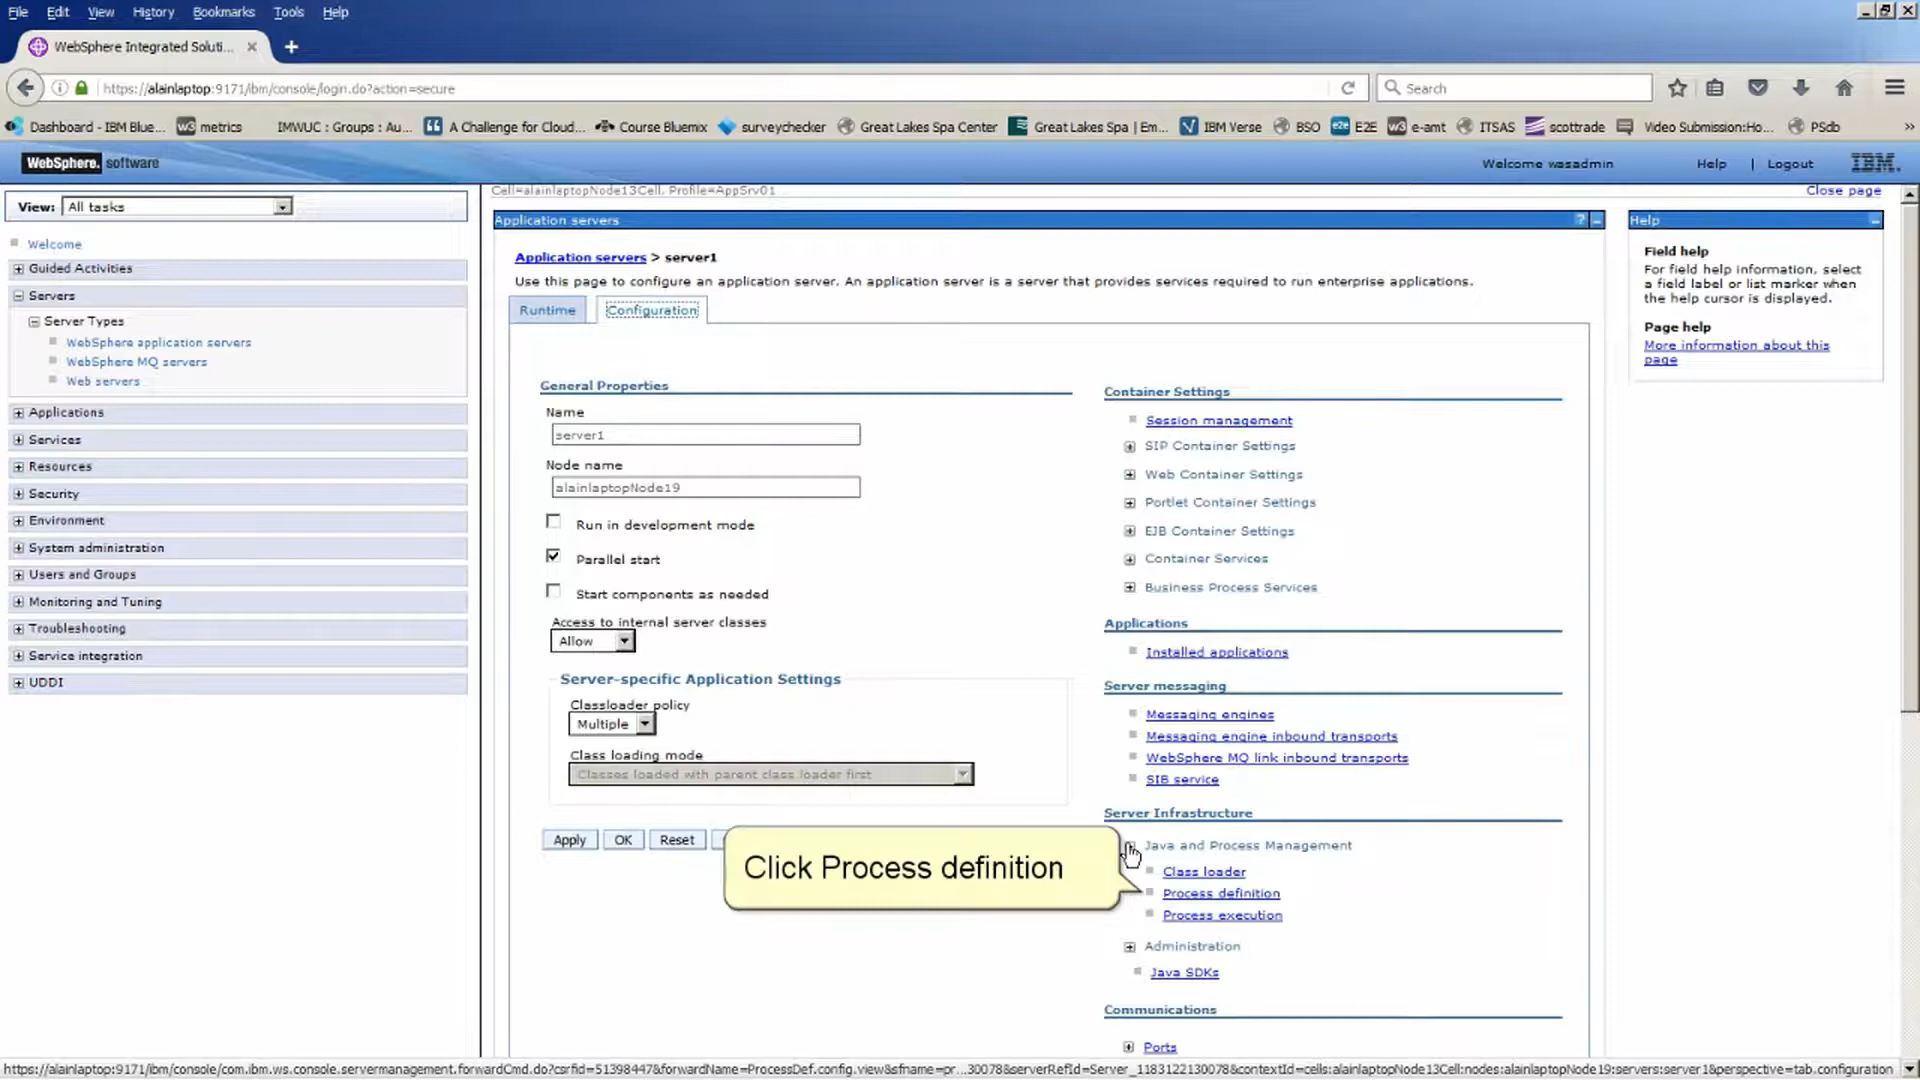 File Edit View History Bookmarks Tools Help
WebSphere Integrated Soluti...
https://alainlaptop:9171/ibm/console/login.do?action=secure
Search
Dashboard - IBM Blue... w3 metrics IMWUC : Groups : Au... A Challenge for Cloud... Course Bluemix surveychecker Great Lakes Spa Center Great Lakes Spa | Em... IBM Verse BSO e2e E2E w3 e-amt ITSAS scottrade Video Submission:Ho... PSdb
WebSphere. software Welcome wasadmin Help | Logout IBM.
View: All tasks
Welcome
Guided Activities
Servers
Server Types
WebSphere application servers
WebSphere MQ servers
Web servers
Applications
Services
Resources
Security
Environment
System administration
Users and Groups
Monitoring and Tuning
Troubleshooting
Service integration
UDDI
Cell=alainlaptopNode13Cell, Profile=AppSrv01
Close page
Application servers ?
Application servers > server1
Use this page to configure an application server. An application server is a server that provides services required to run enterprise applications.
Runtime Configuration
General Properties
Name
server1
Node name
alainlaptopNode19
Run in development mode
Parallel start
Start components as needed
Access to internal server classes
Allow
Server-specific Application Settings
Classloader policy
Multiple
Class loading mode
Classes loaded with parent class loader first
Apply OK Reset
Click Process definition
Container Settings
Session management
SIP Container Settings
Web Container Settings
Portlet Container Settings
EJB Container Settings
Container Services
Business Process Services
Applications
Installed applications
Server messaging
Messaging engines
Messaging engine inbound transports
WebSphere MQ link inbound transports
SIB service
Server Infrastructure
Java and Process Management
Class loader
Process definition
Process execution
Administration
Java SDKs
Communications
Ports
Help
Field help
For field help information, select
a field label or list marker when
the help cursor is displayed.
Page help
More information about this
page
https://alainlaptop:9171/ibm/console/com.ibm.ws.console.servermanagement.forwardCmd.do?csrfid=51398447&forwardName=ProcessDef.config.view&sfname=pr...30078&serverRefId=Server_1183122130078&contextId=cells:alainlaptopNode13Cell:nodes:alainlaptopNode19:servers:server1&perspective=tab.configuration